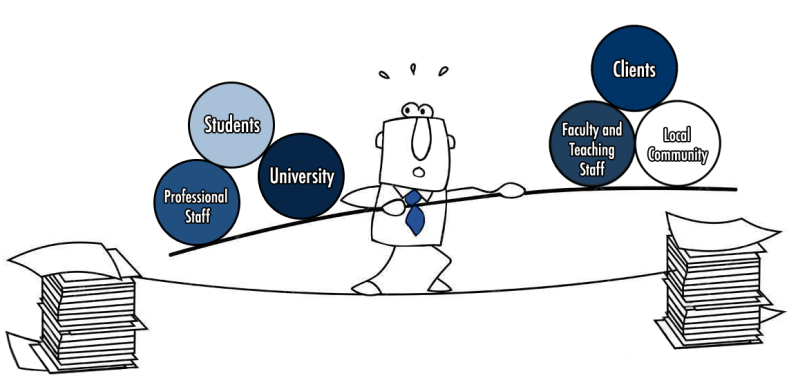 Students
University
Professional
Staff
Clients
Faculty and
Teaching
Staff
Local
Community